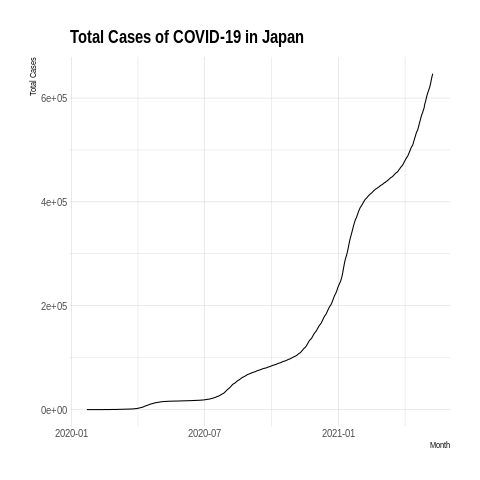 Total Cases of COVID-19 in Japan
Total Cases
6e+05
4e+05
2e+05
0e+00
2020-01
2020-07
2021-01
Month